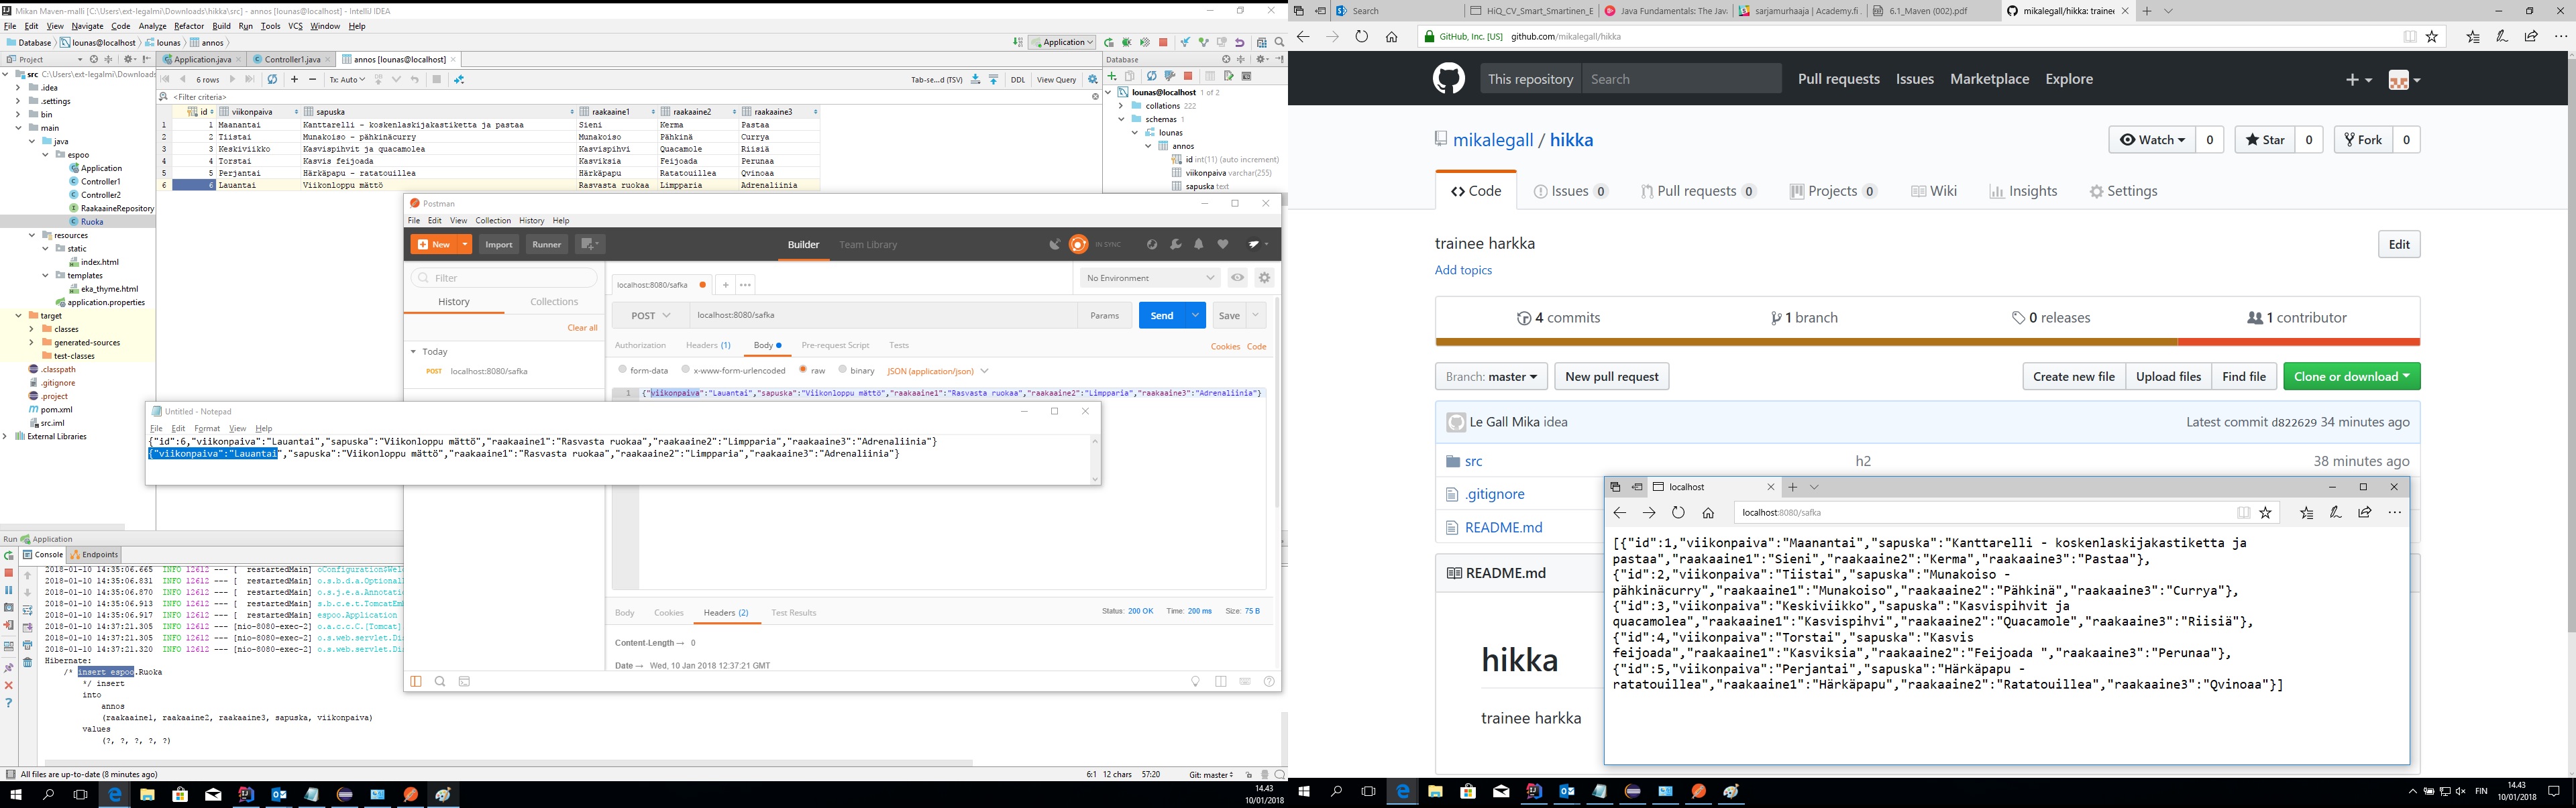 Mikan Maven-malli [C:\Users\ext-legalmi\Downloads\hikka\src] - annos [lounas@localhost] - IntelliJ IDEA
File Edit View Navigate Code Analyze Refactor Build Run Tools VCS Window Help
Database lounas@localhost lounas annos
Application
Project
Application.java Controller1.java annos [lounas@localhost]
Database
src C:\Users\ext-legalmi\Downloads
.idea
.settings
bin
main
java
espoo
Application
Controller1
Controller2
RaakaaineRepository
Ruoka
resources
static
index.html
templates
eka_thyme.html
application.properties
target
classes
generated-sources
test-classes
.classpath
.gitignore
.project
pom.xml
src.iml
External Libraries
6 rows Tx: Auto Tab-se...d (TSV) DDL View Query
<Filter criteria>
id viikonpaiva sapuska raakaaine1 raakaaine2 raakaaine3
1 1 Maanantai Kanttarelli - koskenlaskijakastiketta ja pastaa Sieni Kerma Pastaa
2 2 Tiistai Munakoiso - pähkinäcurry Munakoiso Pähkinä Currya
3 3 Keskiviikko Kasvispihvit ja quacamolea Kasvispihvi Quacamole Riisiä
4 4 Torstai Kasvis feijoada Kasviksia Feijoada Perunaa
5 5 Perjantai Härkäpapu - ratatouillea Härkäpapu Ratatouillea Qvinoaa
6 6 Lauantai Viikonloppu mättö Rasvasta ruokaa Limpparia Adrenaliinia
lounas@localhost 1 of 2
collations 222
schemas 1
lounas
annos
id int(11) (auto increment)
viikonpaiva varchar(255)
sapuska text
Postman
File Edit View Collection History Help
New Import Runner Builder Team Library IN SYNC
Filter
History Collections
Clear all
Today
POST localhost:8080/safka
localhost:8080/safka
No Environment
POST localhost:8080/safka Params Send Save
Authorization Headers (1) Body Pre-request Script Tests Cookies Code
form-data x-www-form-urlencoded raw binary JSON (application/json)
1 {"viikonpaiva":"Lauantai","sapuska":"Viikonloppu mättö","raakaaine1":"Rasvasta ruokaa","raakaaine2":"Limpparia","raakaaine3":"Adrenaliinia"}
Untitled - Notepad
File Edit Format View Help
{"id":6,"viikonpaiva":"Lauantai","sapuska":"Viikonloppu mättö","raakaaine1":"Rasvasta ruokaa","raakaaine2":"Limpparia","raakaaine3":"Adrenaliinia"}
{"viikonpaiva":"Lauantai","sapuska":"Viikonloppu mättö","raakaaine1":"Rasvasta ruokaa","raakaaine2":"Limpparia","raakaaine3":"Adrenaliinia"}
Body Cookies Headers (2) Test Results Status: 200 OK Time: 200 ms Size: 75 B
Content-Length → 0
Date → Wed, 10 Jan 2018 12:37:21 GMT
Run Application
Console Endpoints
2018-01-10 14:35:06.665 INFO 12612 --- [ restartedMain] oConfiguration$Wel
2018-01-10 14:35:06.831 INFO 12612 --- [ restartedMain] o.s.b.d.a.Optional
2018-01-10 14:35:06.870 INFO 12612 --- [ restartedMain] o.s.j.e.a.Annotatio
2018-01-10 14:35:06.913 INFO 12612 --- [ restartedMain] s.b.c.e.t.TomcatEmb
2018-01-10 14:35:06.917 INFO 12612 --- [ restartedMain] espoo.Application
2018-01-10 14:37:21.305 INFO 12612 --- [nio-8080-exec-2] o.a.c.c.C.[Tomcat]
2018-01-10 14:37:21.305 INFO 12612 --- [nio-8080-exec-2] o.s.web.servlet.Dis
2018-01-10 14:37:21.320 INFO 12612 --- [nio-8080-exec-2] o.s.web.servlet.Dis
Hibernate:
/* insert espoo.Ruoka
*/ insert
into
annos
(raakaaine1, raakaaine2, raakaaine3, sapuska, viikonpaiva)
values
(?, ?, ?, ?, ?)
All files are up-to-date (8 minutes ago) 6:1 12 chars 57:20 Git: master
14.43
10/01/2018
Search HiQ_CV_Smart_Smartinen_E Java Fundamentals: The Jav sarjamurhaaja | Academy.fi 6.1_Maven (002).pdf mikalegall/hikka: trainee
GitHub, Inc. [US] github.com/mikalegall/hikka
This repository Search Pull requests Issues Marketplace Explore
mikalegall / hikka
Watch 0 Star 0 Fork 0
Code Issues 0 Pull requests 0 Projects 0 Wiki Insights Settings
trainee harkka
Edit
Add topics
4 commits 1 branch 0 releases 1 contributor
Branch: master New pull request Create new file Upload files Find file Clone or download
Le Gall Mika idea Latest commit d822629 34 minutes ago
src h2 38 minutes ago
.gitignore
README.md
README.md
hikka
trainee harkka
localhost
localhost:8080/safka
[{"id":1,"viikonpaiva":"Maanantai","sapuska":"Kanttarelli - koskenlaskijakastiketta ja
pastaa","raakaaine1":"Sieni","raakaaine2":"Kerma","raakaaine3":"Pastaa"},
{"id":2,"viikonpaiva":"Tiistai","sapuska":"Munakoiso -
pähkinäcurry","raakaaine1":"Munakoiso","raakaaine2":"Pähkinä","raakaaine3":"Currya"},
{"id":3,"viikonpaiva":"Keskiviikko","sapuska":"Kasvispihvit ja
quacamolea","raakaaine1":"Kasvispihvi","raakaaine2":"Quacamole","raakaaine3":"Riisiä"},
{"id":4,"viikonpaiva":"Torstai","sapuska":"Kasvis
feijoada","raakaaine1":"Kasviksia","raakaaine2":"Feijoada ","raakaaine3":"Perunaa"},
{"id":5,"viikonpaiva":"Perjantai","sapuska":"Härkäpapu -
ratatouillea","raakaaine1":"Härkäpapu","raakaaine2":"Ratatouillea","raakaaine3":"Qvinoaa"}]
FIN
14.43
10/01/2018